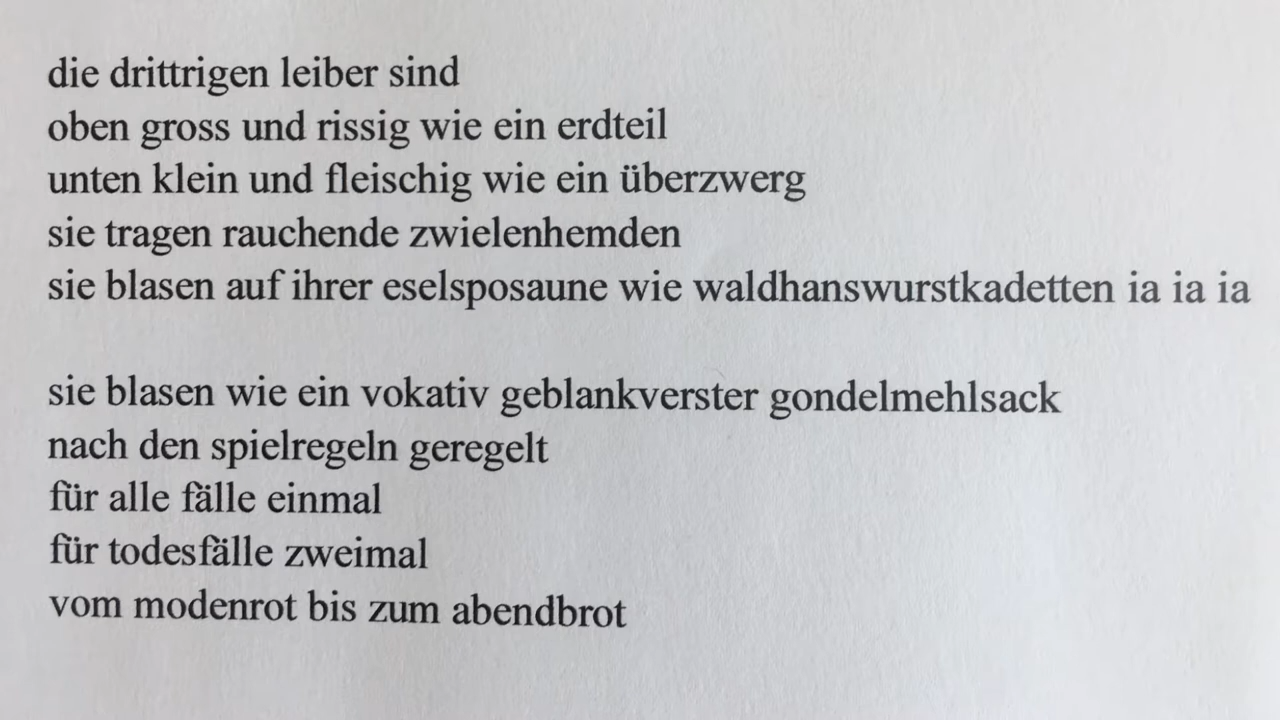 die drittrigen leiber sind
oben gross und rissig wie ein erdteil
unten klein und fleischig wie ein überzwerg
sie tragen rauchende zwielenhemden
sie blasen auf ihrer eselsposaune wie waldhanswurstkadetten ia ia ia

sie blasen wie ein vokativ geblankverster gondelmehlsack
nach den spielregeln geregelt
für alle fälle einmal
für todesfälle zweimal
vom modenrot bis zum abendbrot